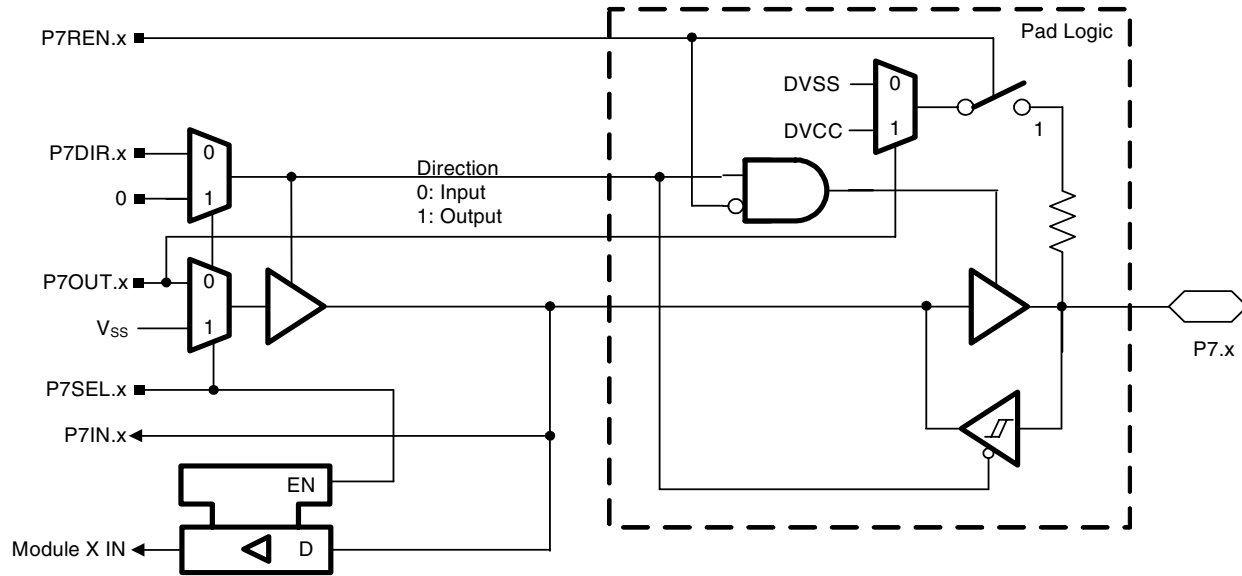 Pad Logic
P7REN.x
DVSS
0
DVCC
1
1
P7DIR.x
0
0
1
Direction
0: Input
1: Output
P7OUT.x
0
VSS
1
P7.x
P7SEL.x
P7IN.x
EN
Module X IN
D